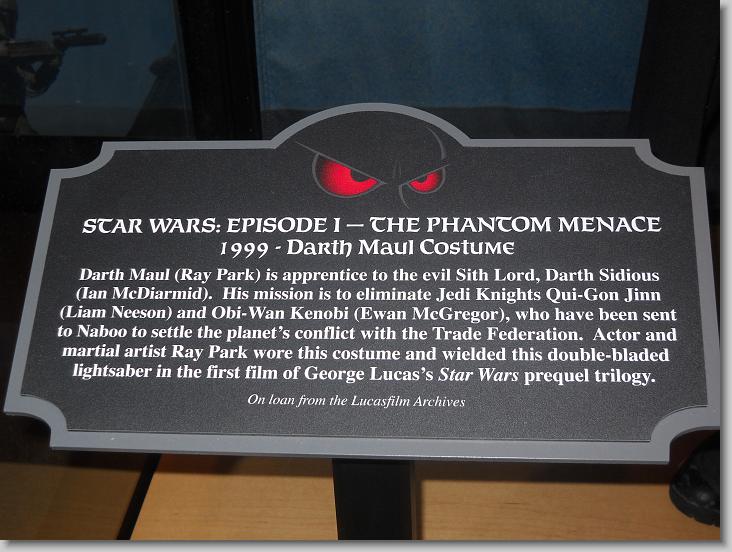 STAR WARS: EPISODE I — THE PHANTOM MENACE
1999 - Darth Maul Costume
Darth Maul (Ray Park) is apprentice to the evil Sith Lord, Darth Sidious
(Ian McDiarmid).  His mission is to eliminate Jedi Knights Qui-Gon Jinn
(Liam Neeson) and Obi-Wan Kenobi (Ewan McGregor), who have been sent
to Naboo to settle the planet's conflict with the Trade Federation.  Actor and
martial artist Ray Park wore this costume and wielded this double-bladed
lightsaber in the first film of George Lucas's Star Wars prequel trilogy.
On loan from the Lucasfilm Archives